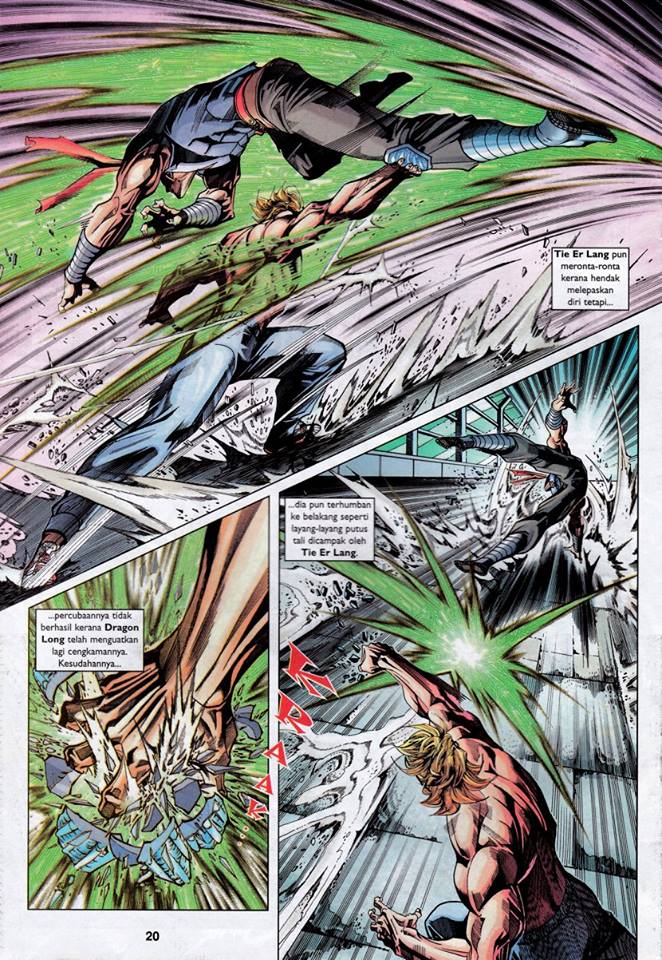 Tie Er Lang pun
meronta-ronta
kerana hendak
melepaskan
diri tetapi...
...percubaannya tidak
berhasil kerana Dragon
Long telah menguatkan
lagi cengkamannya.
Kesudahannya...
KRAAK...
...dia pun terhumban
ke belakang seperti
layang-layang putus
tali dicampak oleh
Tie Er Lang.
20